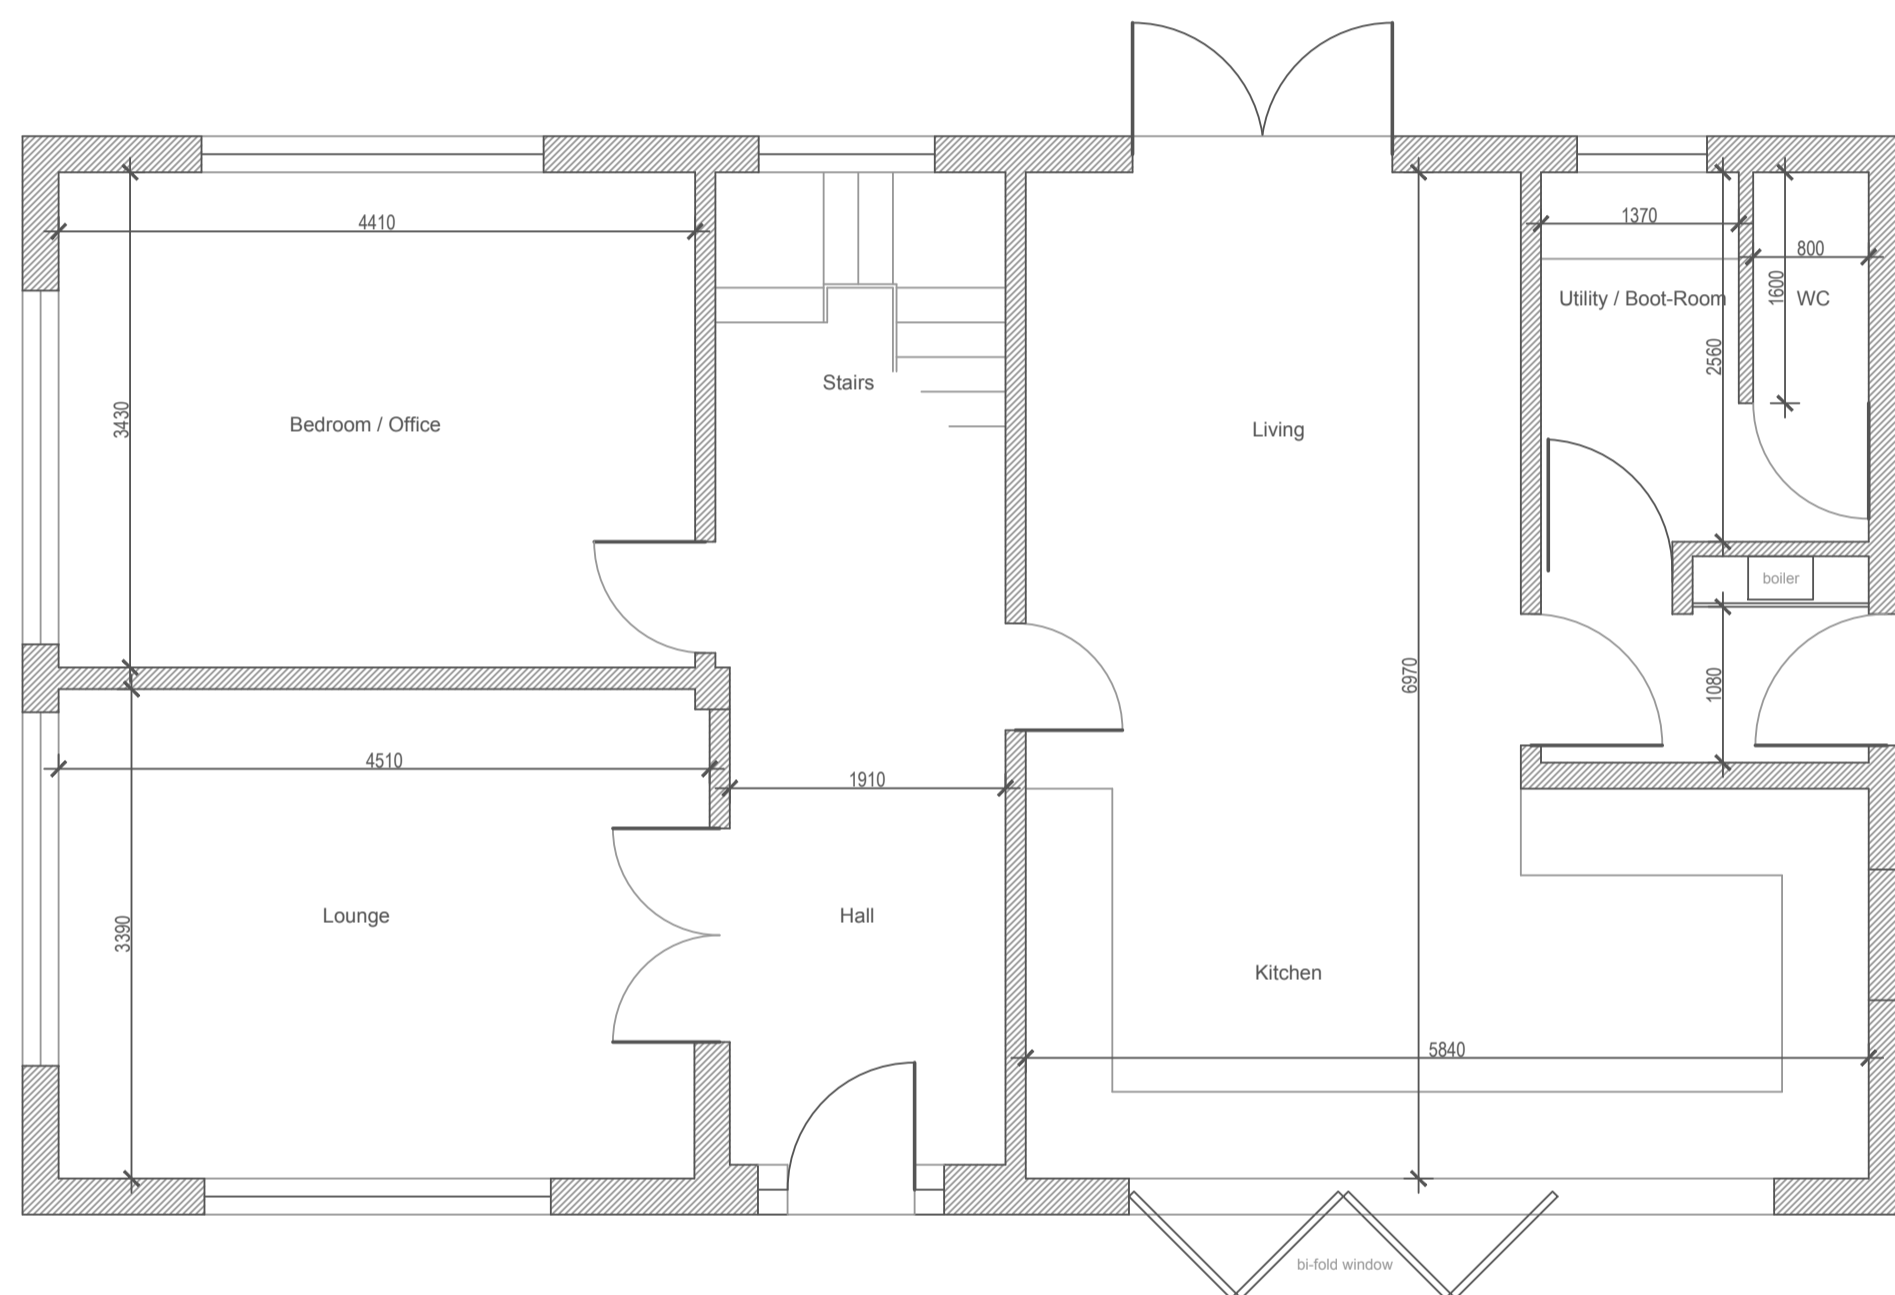 4410
1370
800
1600
Utility / Boot-Room
WC
2560
Stairs
3430
Bedroom / Office
Living
boiler
6970
1080
4510
1910
3390
Lounge
Hall
Kitchen
5840
bi-fold window